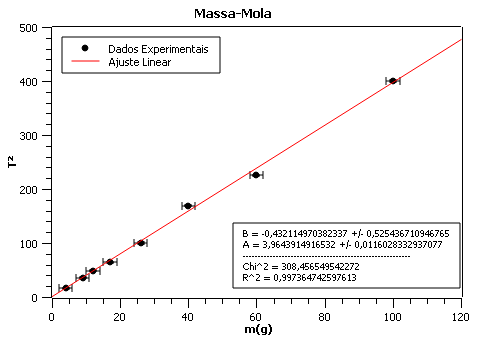 Massa-Mola
Dados Experimentais
Ajuste Linear
500
400
300
200
100
0
T²
B = -0,432114970382337 +/- 0,525436710946765
A = 3,9643914916532 +/- 0,0116028332937077
--------------------------------------------------------
Chi^2 = 308,456549542272
R^2 = 0,997364742597613
0 20 40 60 80 100 120
m(g)